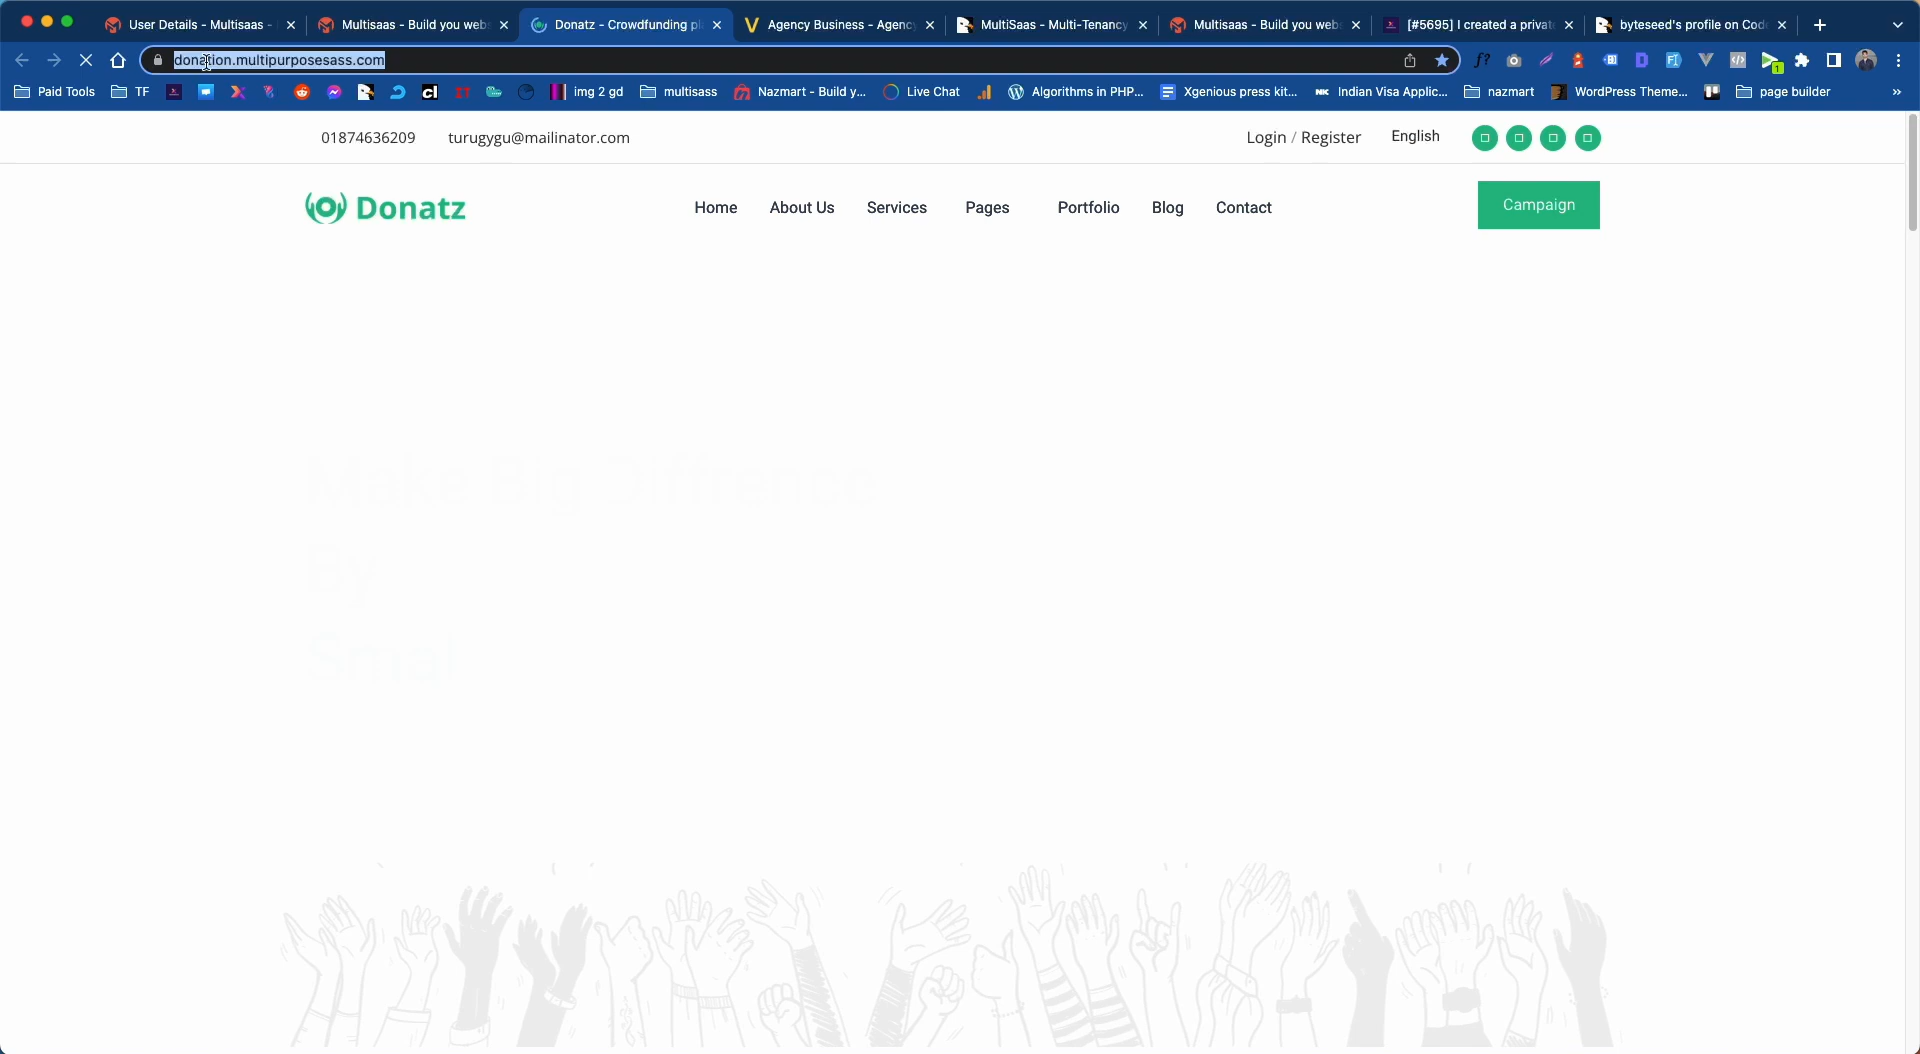 User Details - Multisaas -
Multisaas - Build you web
Donatz - Crowdfunding pl
Agency Business - Agenc
MultiSaas - Multi-Tenancy
Multisaas - Build you web
[#5695] I created a privat
byteseed's profile on Cod
donation.multipurposesass.com
f?
1
Paid Tools
TF
img 2 gd
multisass
Nazmart - Build y...
Live Chat
Algorithms in PHP...
Xgenious press kit...
Indian Visa Applic...
nazmart
WordPress Theme...
page builder
»
01874636209
turugygu@mailinator.com
Login / Register
English
Donatz
Home
About Us
Services
Pages
Portfolio
Blog
Contact
Campaign
Make Big Diffrence
By
Smal